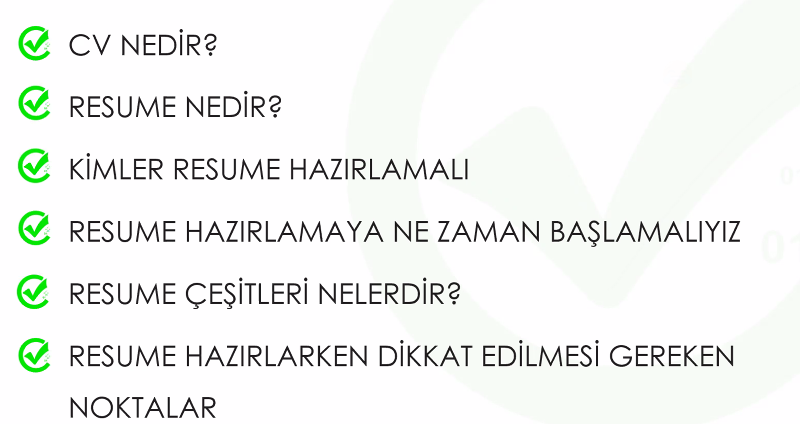 CV NEDİR?
RESUME NEDİR?
KİMLER RESUME HAZIRLAMALI
RESUME HAZIRLAMAYA NE ZAMAN BAŞLAMALIYIZ
RESUME ÇEŞİTLERİ NELERDİR?
RESUME HAZIRLARKEN DİKKAT EDİLMESİ GEREKEN
NOKTALAR